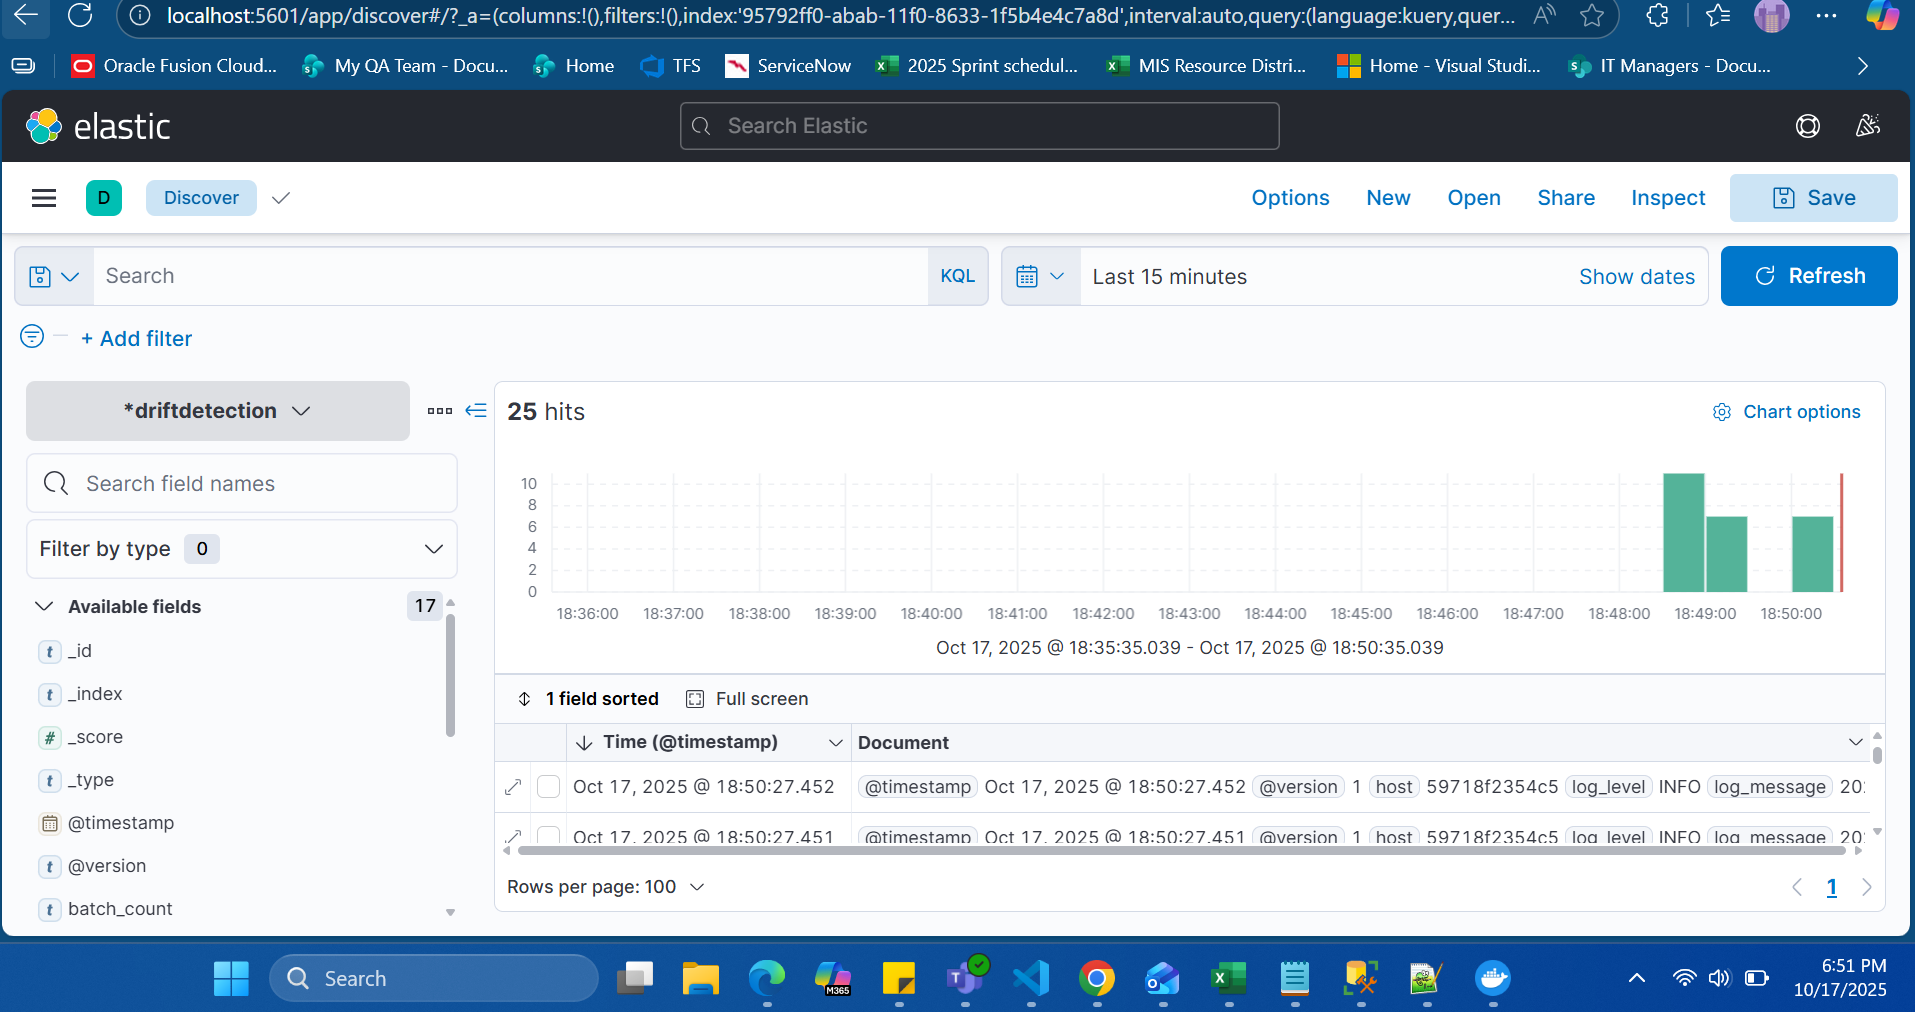 localhost:5601/app/discover#/?_a=(columns:!(),filters:!(),index:'95792ff0-abab-11f0-8633-1f5b4e4c7a8d',interval:auto,query:(language:kuery,quer...
Oracle Fusion Cloud... My QA Team - Docu... Home TFS ServiceNow 2025 Sprint schedul... MIS Resource Distri... Home - Visual Studi... IT Managers - Docu...
elastic Search Elastic
D Discover Options New Open Share Inspect Save
Search KQL Last 15 minutes Show dates Refresh
+ Add filter
*driftdetection 25 hits Chart options
Search field names
Filter by type 0
Available fields 17
_id
_index
_score
_type
@timestamp
@version
batch_count
10
8
6
4
2
0
18:36:00 18:37:00 18:38:00 18:39:00 18:40:00 18:41:00 18:42:00 18:43:00 18:44:00 18:45:00 18:46:00 18:47:00 18:48:00 18:49:00 18:50:00
Oct 17, 2025 @ 18:35:35.039 - Oct 17, 2025 @ 18:50:35.039
1 field sorted Full screen
Time (@timestamp) Document
Oct 17, 2025 @ 18:50:27.452 @timestamp Oct 17, 2025 @ 18:50:27.452 @version 1 host 59718f2354c5 log_level INFO log_message 20
Oct 17, 2025 @ 18:50:27.451 @timestamp Oct 17, 2025 @ 18:50:27.451 @version 1 host 59718f2354c5 log_level INFO log_message 20
Rows per page: 100 1
Search M365 6:51 PM
10/17/2025